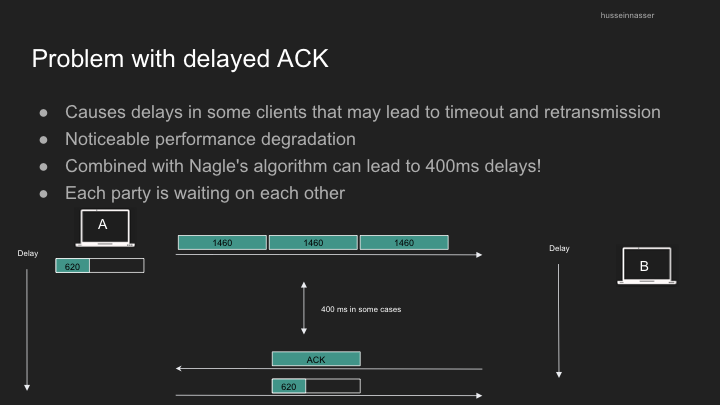 husseinnasser
Problem with delayed ACK
● Causes delays in some clients that may lead to timeout and retransmission
● Noticeable performance degradation
● Combined with Nagle's algorithm can lead to 400ms delays!
● Each party is waiting on each other
A
1460 1460 1460
Delay
Delay
620
B
400 ms in some cases
ACK
620